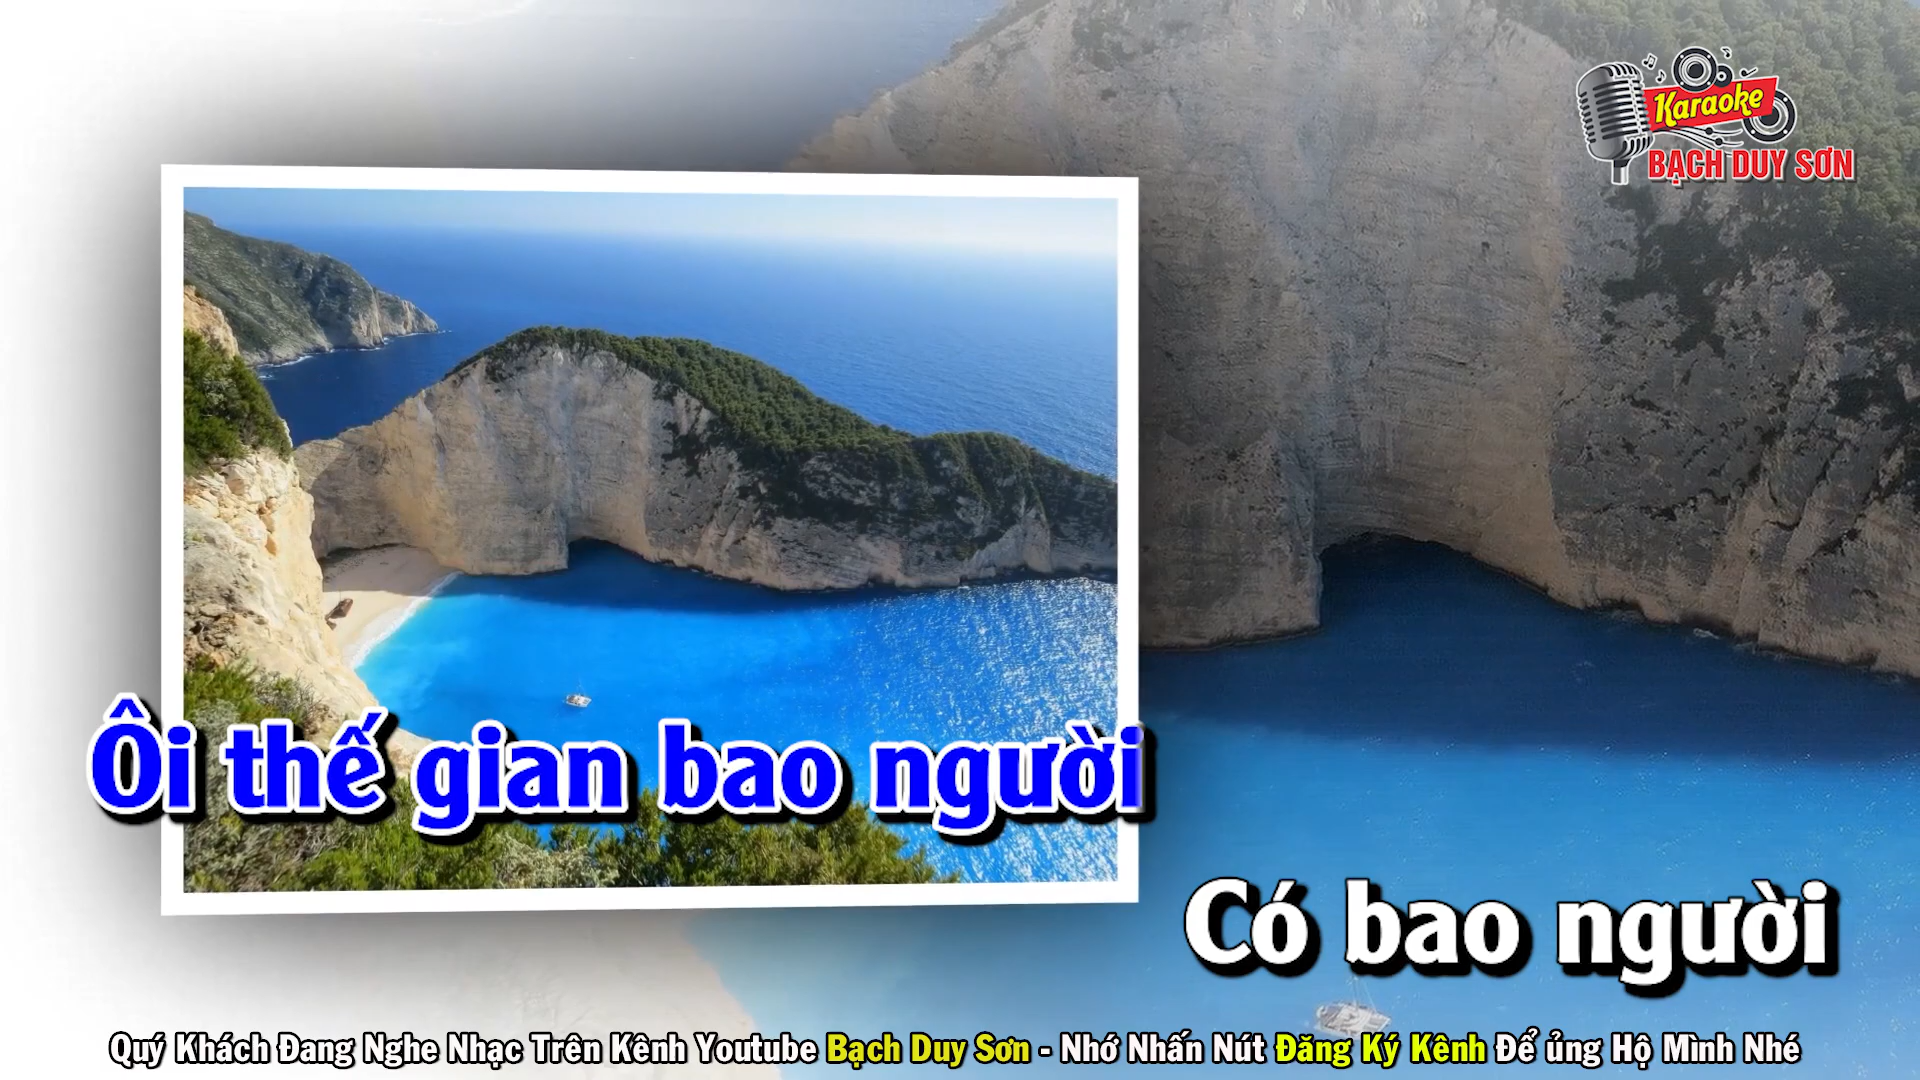 Karaoke
BẠCH DUY SƠN
Ôi thế gian bao người
Có bao người
Quý Khách Đang Nghe Nhạc Trên Kênh Youtube Bạch Duy Sơn - Nhớ Nhấn Nút Đăng Ký Kênh Để ủng Hộ Mình Nhé